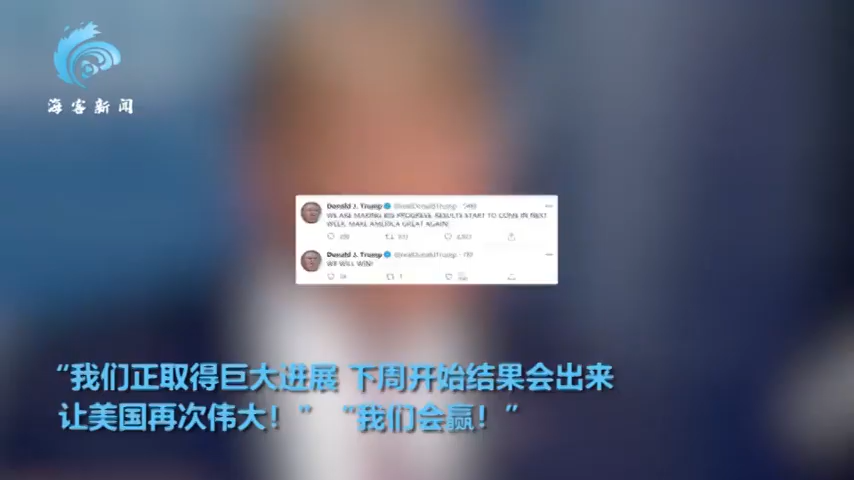 海客新闻
Donald J. Trump @realDonaldTrump
WE ARE MAKING BIG PROGRESS. RESULTS START TO COME IN NEXT
WEEK. MAKE AMERICA GREAT AGAIN!
Donald J. Trump @realDonaldTrump
WE WILL WIN!
“我们正取得巨大进展 下周开始结果会出来
让美国再次伟大！” “我们会赢！”